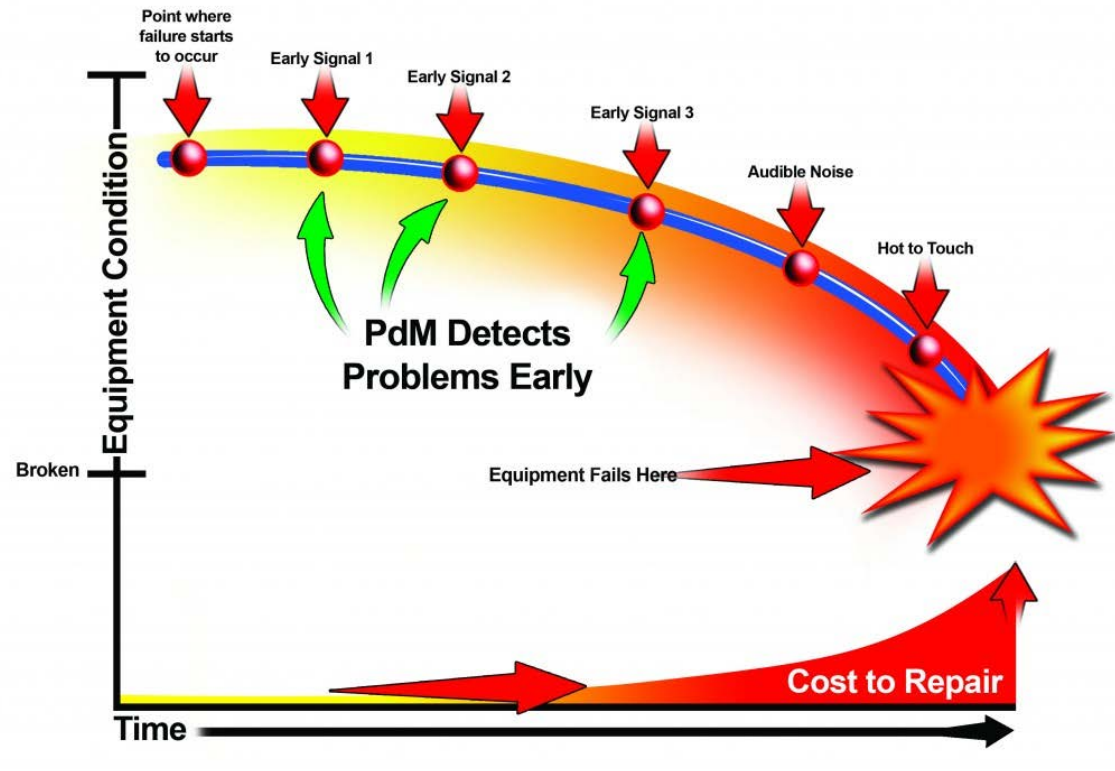 Point where
failure starts
to occur
Early Signal 1
Early Signal 2
Early Signal 3
Audible Noise
Hot to Touch
Equipment Condition
PdM Detects
Problems Early
Broken
Equipment Fails Here
Cost to Repair
Time